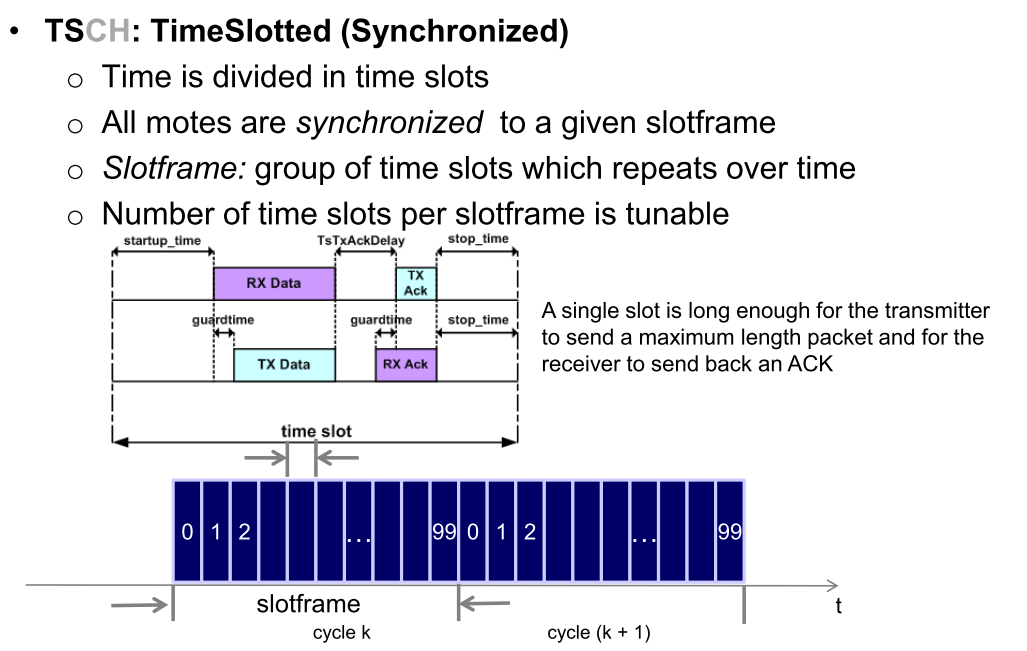 • TSCH: TimeSlotted (Synchronized)
o Time is divided in time slots
o All motes are synchronized to a given slotframe
o Slotframe: group of time slots which repeats over time
o Number of time slots per slotframe is tunable
startup_time TsTxAckDelay stop_time
RX Data TX
Ack
guardtime guardtime stop_time
TX Data RX Ack
time slot
A single slot is long enough for the transmitter
to send a maximum length packet and for the
receiver to send back an ACK
0 1 2 ... 99 0 1 2 ... 99
slotframe t
cycle k cycle (k + 1)